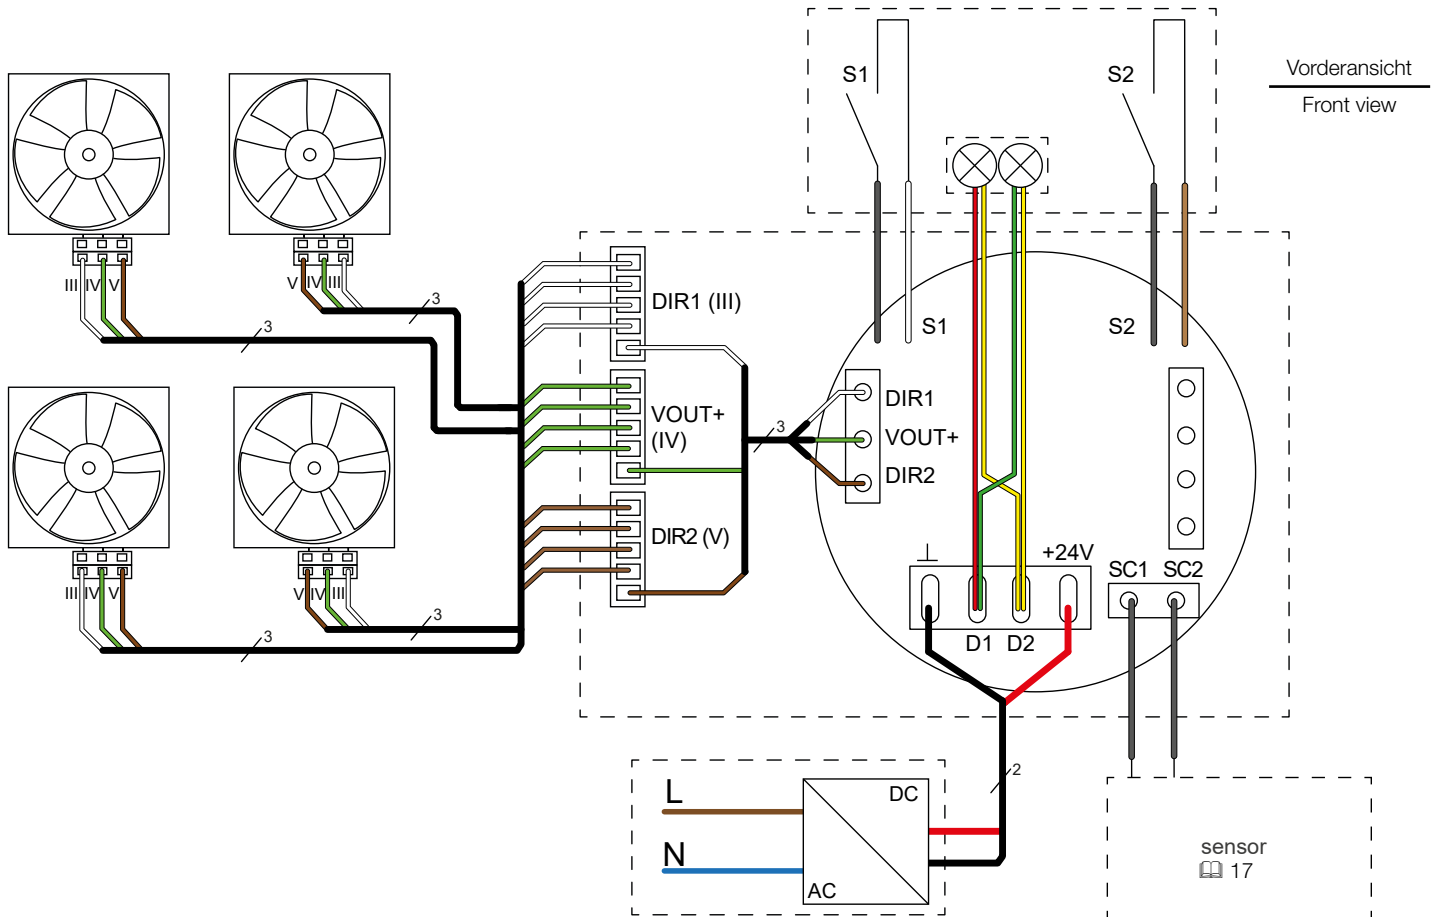 S1
S2
Vorderansicht
Front view
III IV V
V IV III
3
3
DIR1 (III)
S1
S2
VOUT+
(IV)
3
DIR1
VOUT+
DIR2
DIR2 (V)
⊥
+24V
SC1 SC2
III IV V
V IV III
3
3
D1 D2
2
L
DC
N
AC
sensor
🕮 17